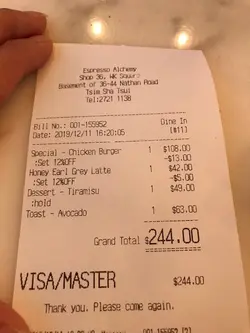 Espresso Alchemy
Shop 36, HK Square
Basement of 36-44 Nathan Road
Tsim Sha Tsui
Tel:2721 1138
Bill No.: 001-155952 Dine In
Date: 2019/12/11 16:20:05 (#11)
Special - Chicken Burger 1 $108.00
:Set 12%OFF -$13.00
Honey Earl Grey Latte 1 $42.00
:Set 12%OFF -$5.00
Dessert - Tiramisu 1 $49.00
:hold
Toast - Avocado 1 $63.00
Grand Total $244.00
VISA/MASTER $244.00
Thank you. Please come again.